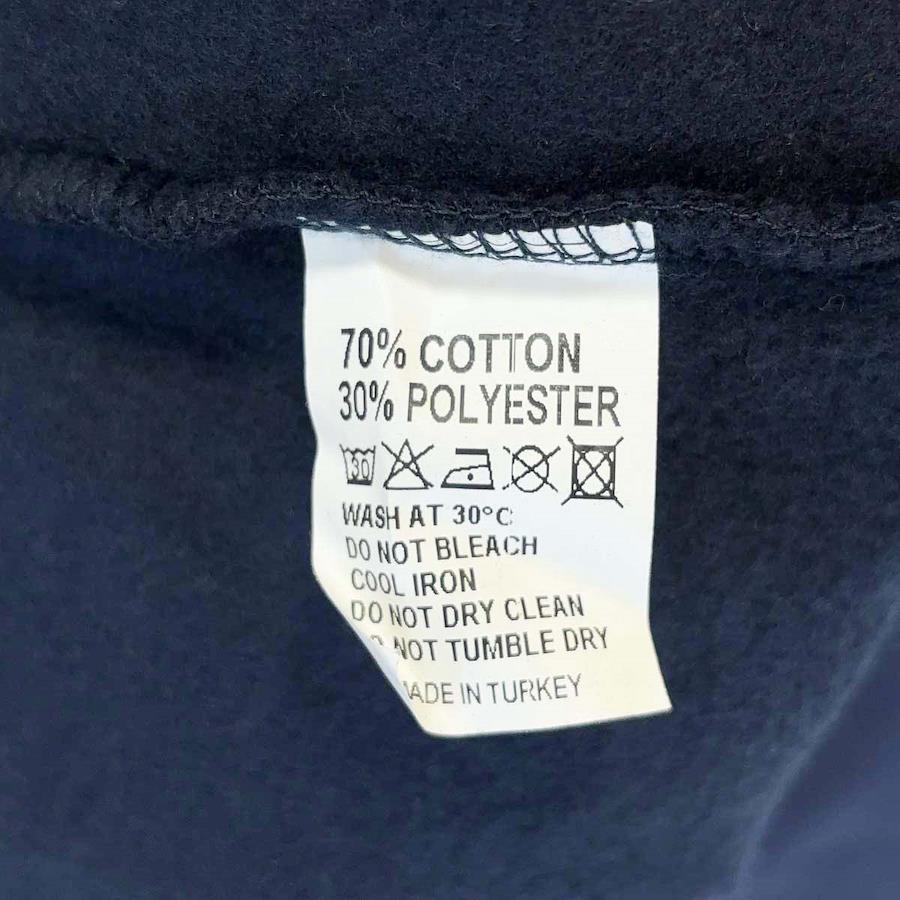 70% COTTON
30% POLYESTER
30
WASH AT 30°C
DO NOT BLEACH
COOL IRON
DO NOT DRY CLEAN
NOT TUMBLE DRY
MADE IN TURKEY